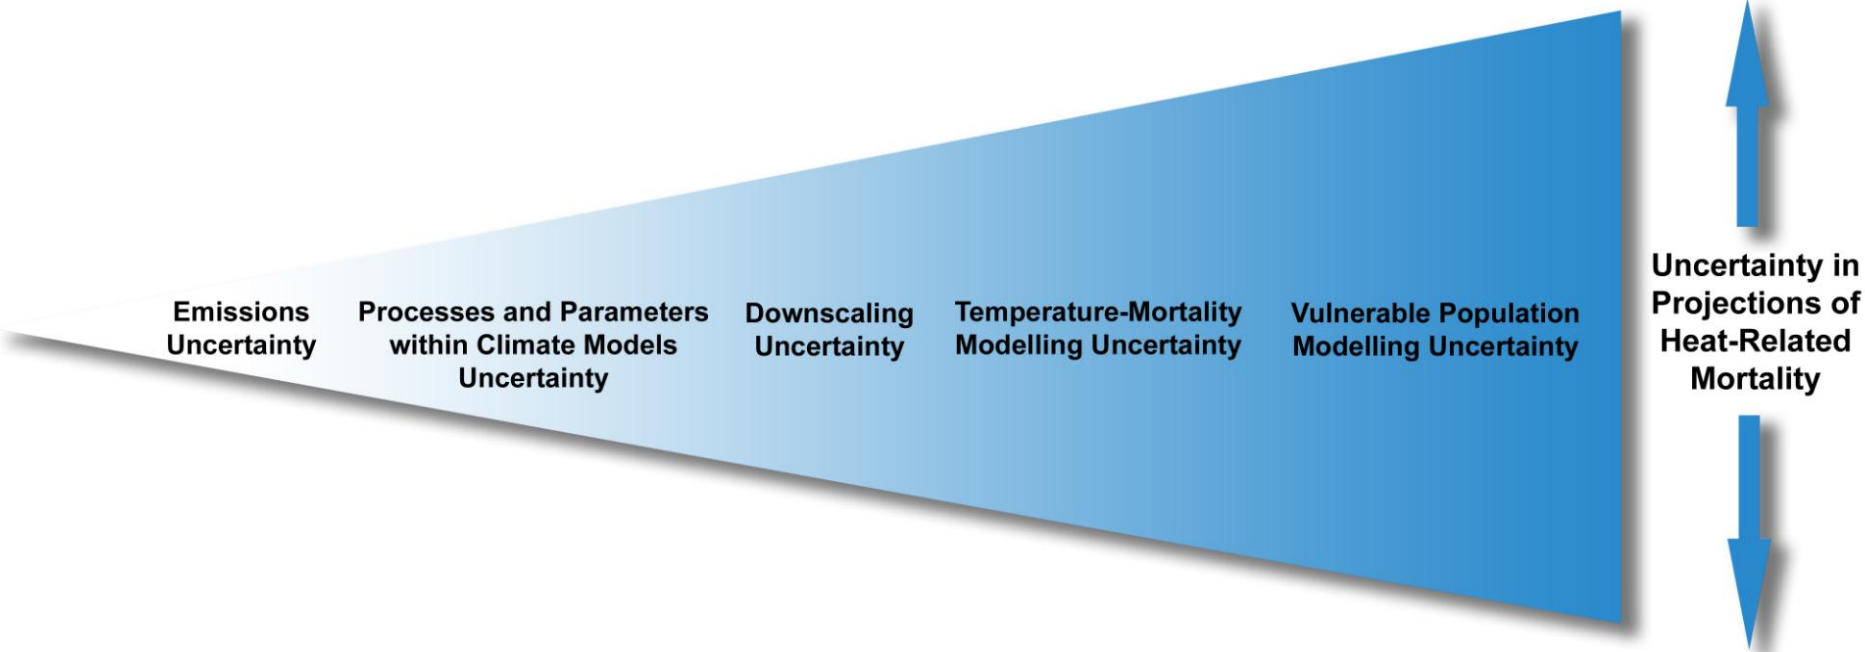 Emissions
Uncertainty
Processes and Parameters
within Climate Models
Uncertainty
Downscaling
Uncertainty
Temperature-Mortality
Modelling Uncertainty
Vulnerable Population
Modelling Uncertainty
Uncertainty in
Projections of
Heat-Related
Mortality